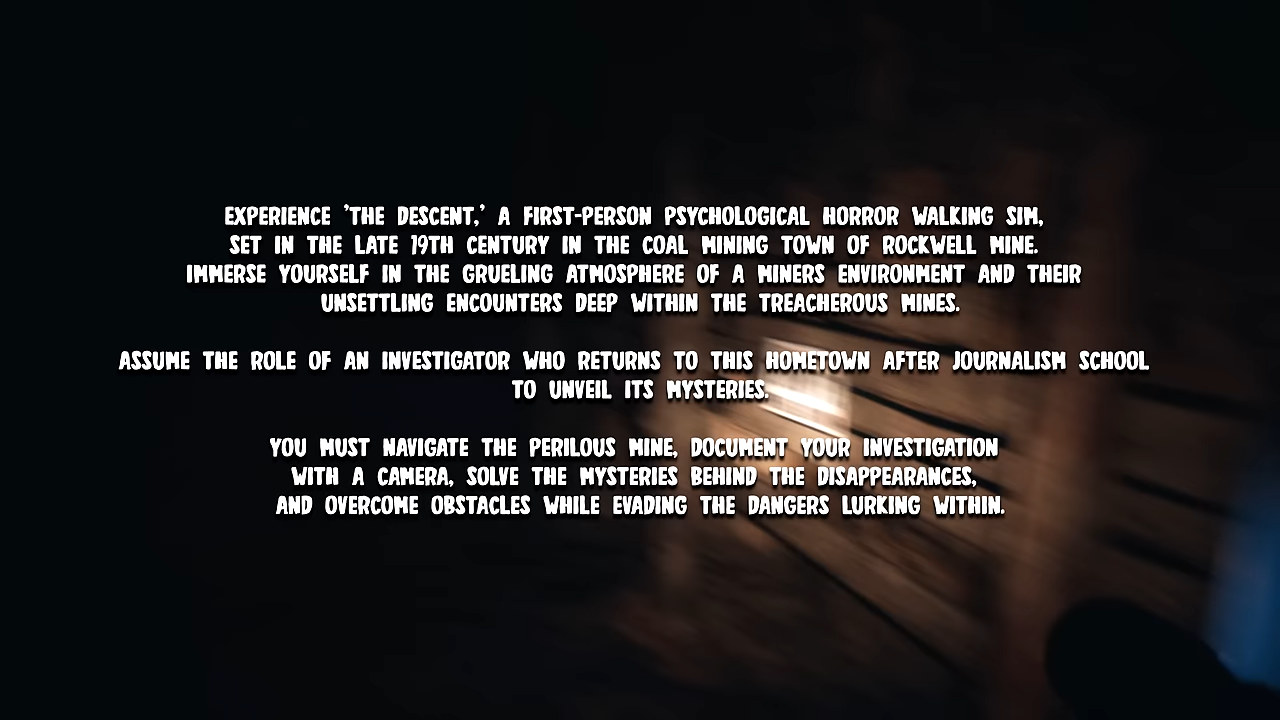 EXPERIENCE 'THE DESCENT,' A FIRST-PERSON PSYCHOLOGICAL HORROR WALKING SIM,
SET IN THE LATE 19TH CENTURY IN THE COAL MINING TOWN OF ROCKWELL MINE.
IMMERSE YOURSELF IN THE GRUELING ATMOSPHERE OF A MINERS ENVIRONMENT AND THEIR
UNSETTLING ENCOUNTERS DEEP WITHIN THE TREACHEROUS MINES.
ASSUME THE ROLE OF AN INVESTIGATOR WHO RETURNS TO THIS HOMETOWN AFTER JOURNALISM SCHOOL
TO UNVEIL ITS MYSTERIES.
YOU MUST NAVIGATE THE PERILOUS MINE, DOCUMENT YOUR INVESTIGATION
WITH A CAMERA, SOLVE THE MYSTERIES BEHIND THE DISAPPEARANCES,
AND OVERCOME OBSTACLES WHILE EVADING THE DANGERS LURKING WITHIN.